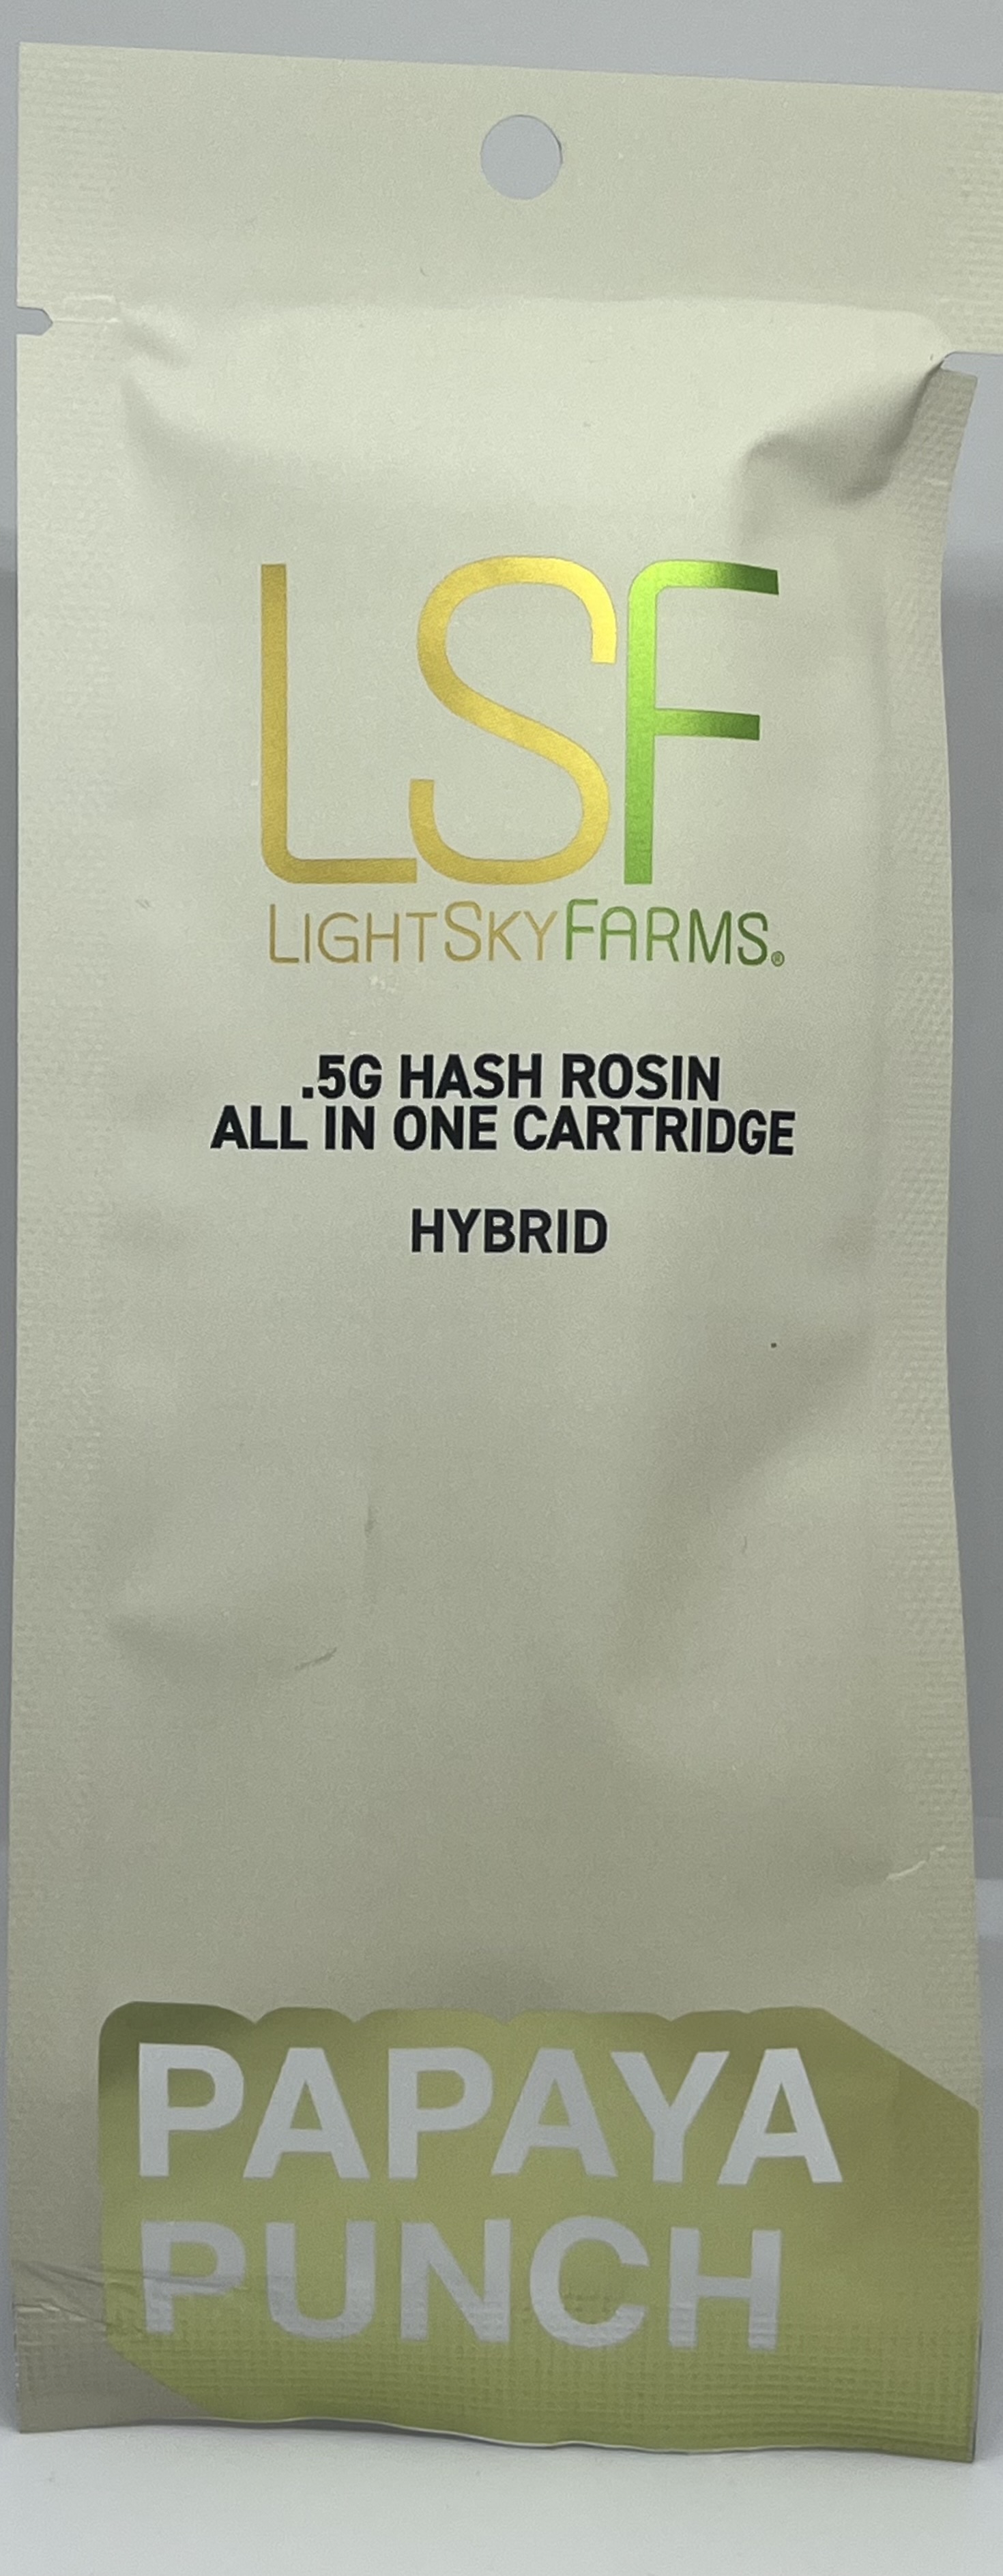 LSF
LIGHTSKYFARMS®
.5G HASH ROSIN
ALL IN ONE CARTRIDGE
HYBRID
PAPAYA
PUNCH